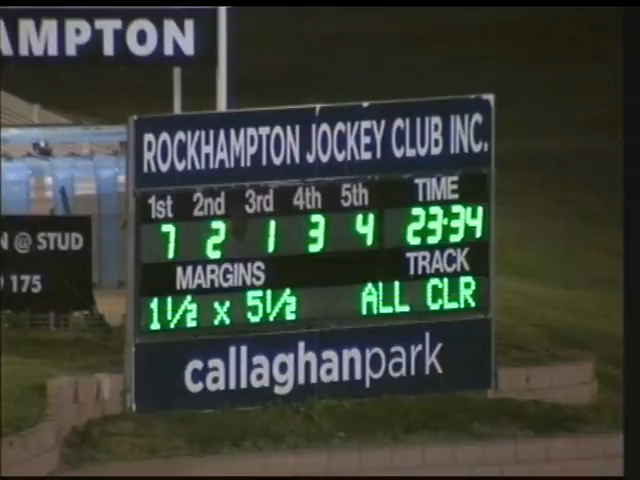 AMPTON
ROCKHAMPTON JOCKEY CLUB INC.
1st 2nd 3rd 4th 5th TIME
7 2 1 3 4 23:34
MARGINS TRACK
1½ x 5½ ALL CLR
callaghanpark
N @ STUD
175